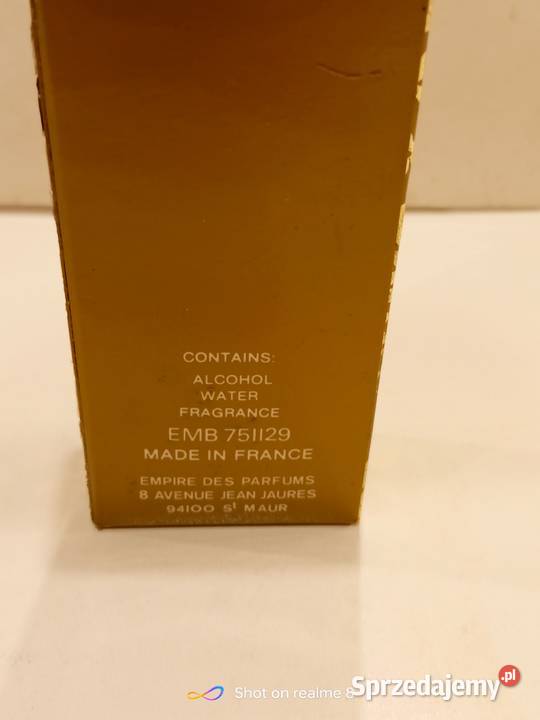 CONTAINS:
ALCOHOL
WATER
FRAGRANCE
EMB 751129
MADE IN FRANCE
EMPIRE DES PARFUMS
8 AVENUE JEAN JAURES
94100 St MAUR
Shot on realme 8
Sprzedajemy.pl